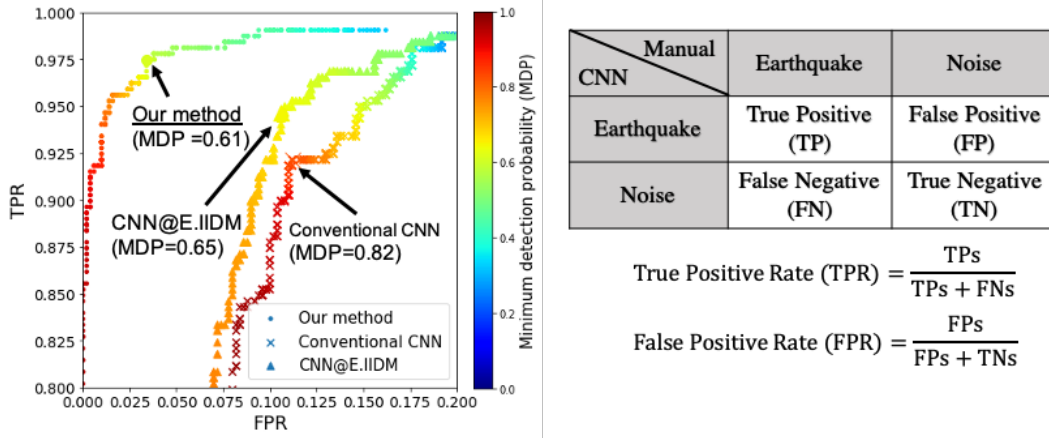 1.000
0.975
0.950
0.925
0.900
0.875
0.850
0.825
0.800
TPR
0.000 0.025 0.050 0.075 0.100 0.125 0.150 0.175 0.200
FPR
Our method
(MDP =0.61)
CNN@E.IIDM
(MDP=0.65)
Conventional CNN
(MDP=0.82)
Our method
Conventional CNN
CNN@E.IIDM
1.0
0.8
0.6
0.4
0.2
0.0
Minimum detection probability (MDP)
Manual
CNN
Earthquake
Noise
Earthquake
True Positive
(TP)
False Positive
(FP)
Noise
False Negative
(FN)
True Negative
(TN)
True Positive Rate (TPR) = TPs / TPs + FNs
False Positive Rate (FPR) = FPs / FPs + TNs